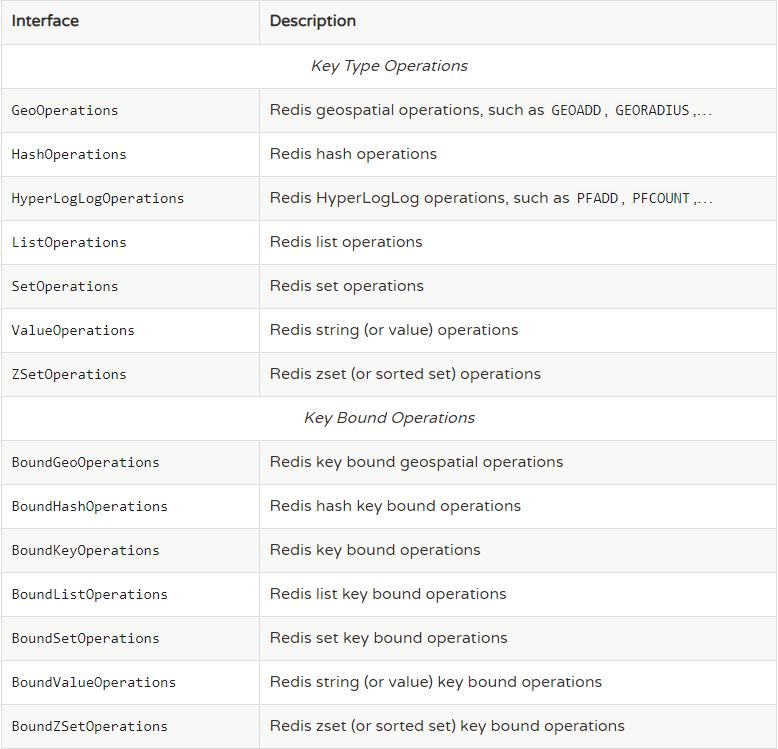 Interface Description
Key Type Operations
GeoOperations Redis geospatial operations, such as GEOADD, GEORADIUS,…
HashOperations Redis hash operations
HyperLogLogOperations Redis HyperLogLog operations, such as PFADD, PFCOUNT,…
ListOperations Redis list operations
SetOperations Redis set operations
ValueOperations Redis string (or value) operations
ZSetOperations Redis zset (or sorted set) operations
Key Bound Operations
BoundGeoOperations Redis key bound geospatial operations
BoundHashOperations Redis hash key bound operations
BoundKeyOperations Redis key bound operations
BoundListOperations Redis list key bound operations
BoundSetOperations Redis set key bound operations
BoundValueOperations Redis string (or value) key bound operations
BoundZSetOperations Redis zset (or sorted set) key bound operations